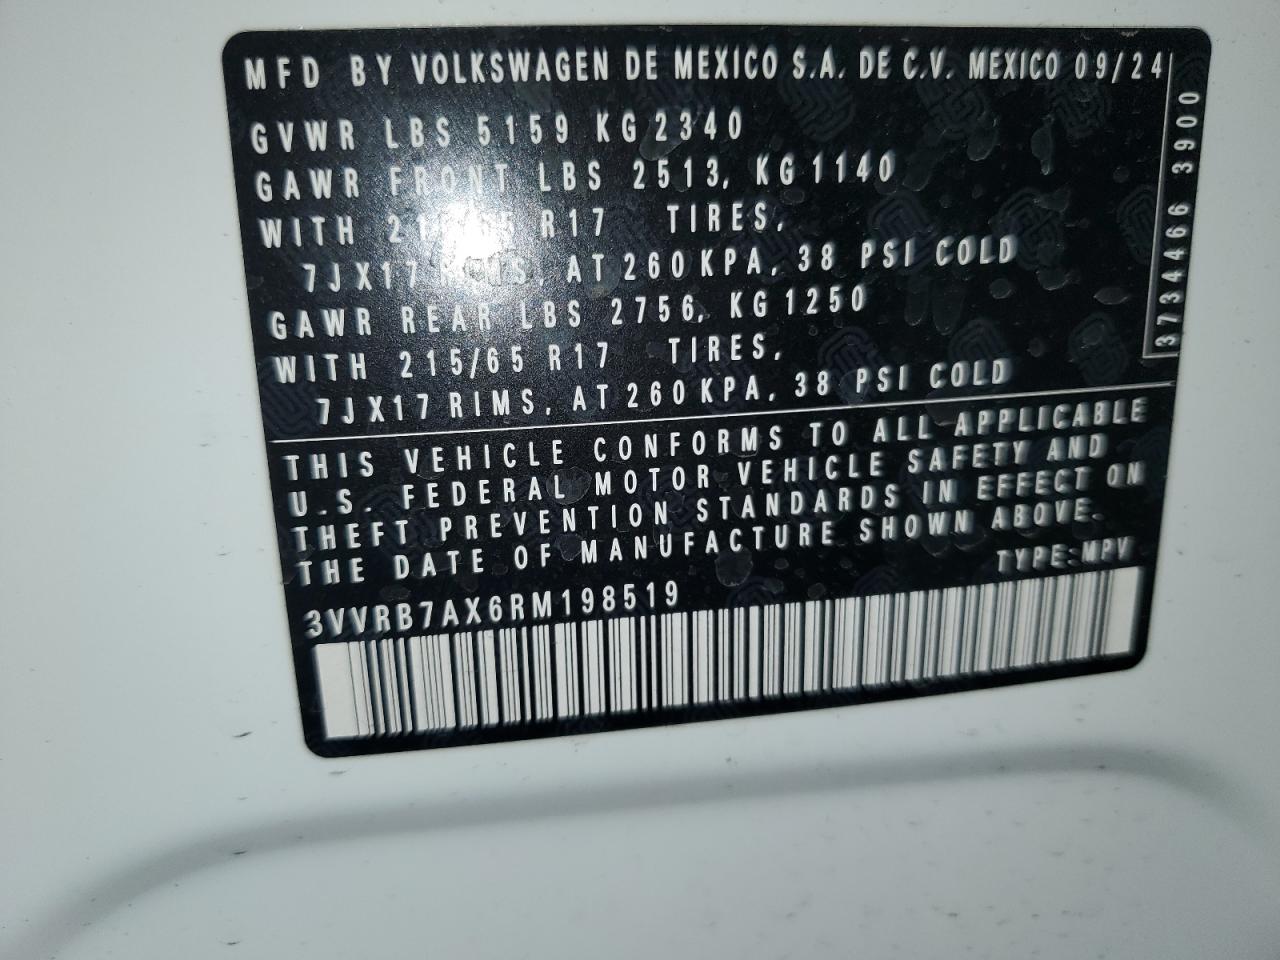 MFD BY VOLKSWAGEN DE MEXICO S.A. DE C.V. MEXICO 09/24
GVWR LBS 5159 KG 2340
GAWR FRONT LBS 2513, KG 1140
WITH 215/65 R17 TIRES,
7JX17 RIMS, AT 260 KPA, 38 PSI COLD
GAWR REAR LBS 2756, KG 1250
WITH 215/65 R17 TIRES,
7JX17 RIMS, AT 260 KPA, 38 PSI COLD
3734466 3900
THIS VEHICLE CONFORMS TO ALL APPLICABLE
U.S. FEDERAL MOTOR VEHICLE SAFETY AND
THEFT PREVENTION STANDARDS IN EFFECT ON
THE DATE OF MANUFACTURE SHOWN ABOVE.
TYPE:MPV
3VVRB7AX6RM198519